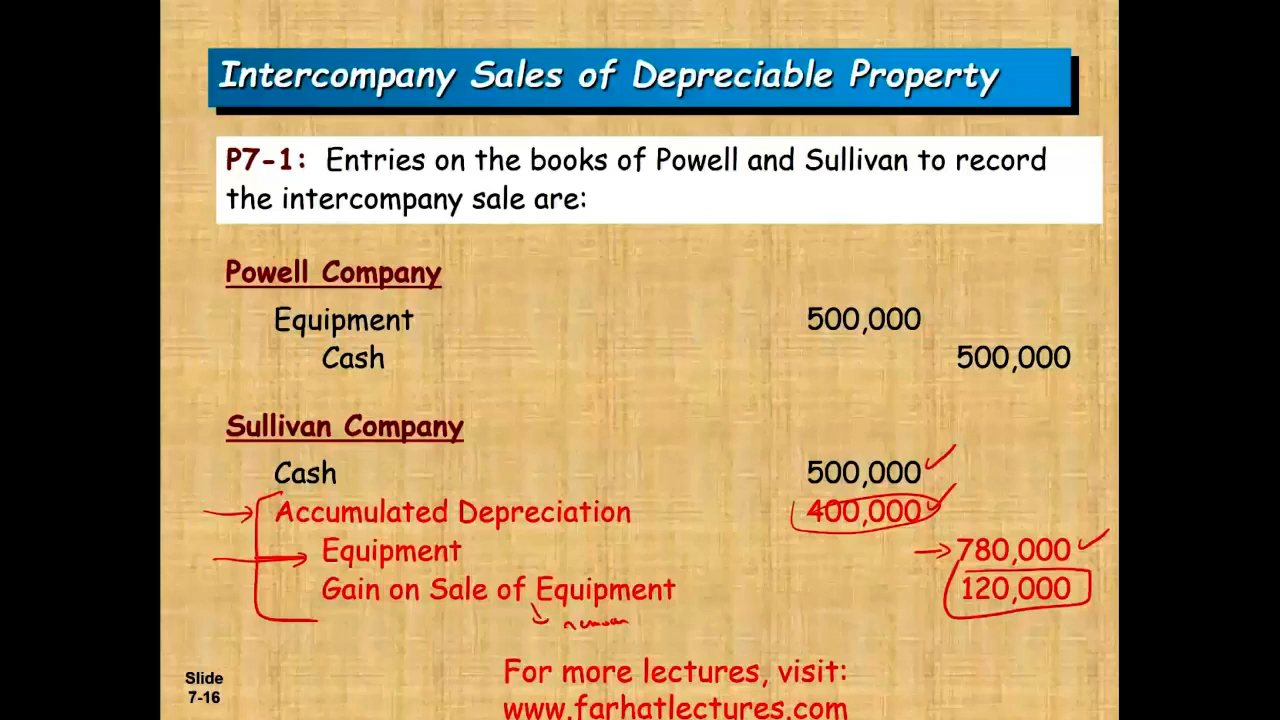 Intercompany Sales of Depreciable Property
P7-1: Entries on the books of Powell and Sullivan to record
the intercompany sale are:
Powell Company
Equipment 500,000
Cash 500,000
Sullivan Company
Cash 500,000
Accumulated Depreciation 400,000
Equipment 780,000
Gain on Sale of Equipment 120,000
For more lectures, visit:
Slide
7-16
www.farhatlectures.com